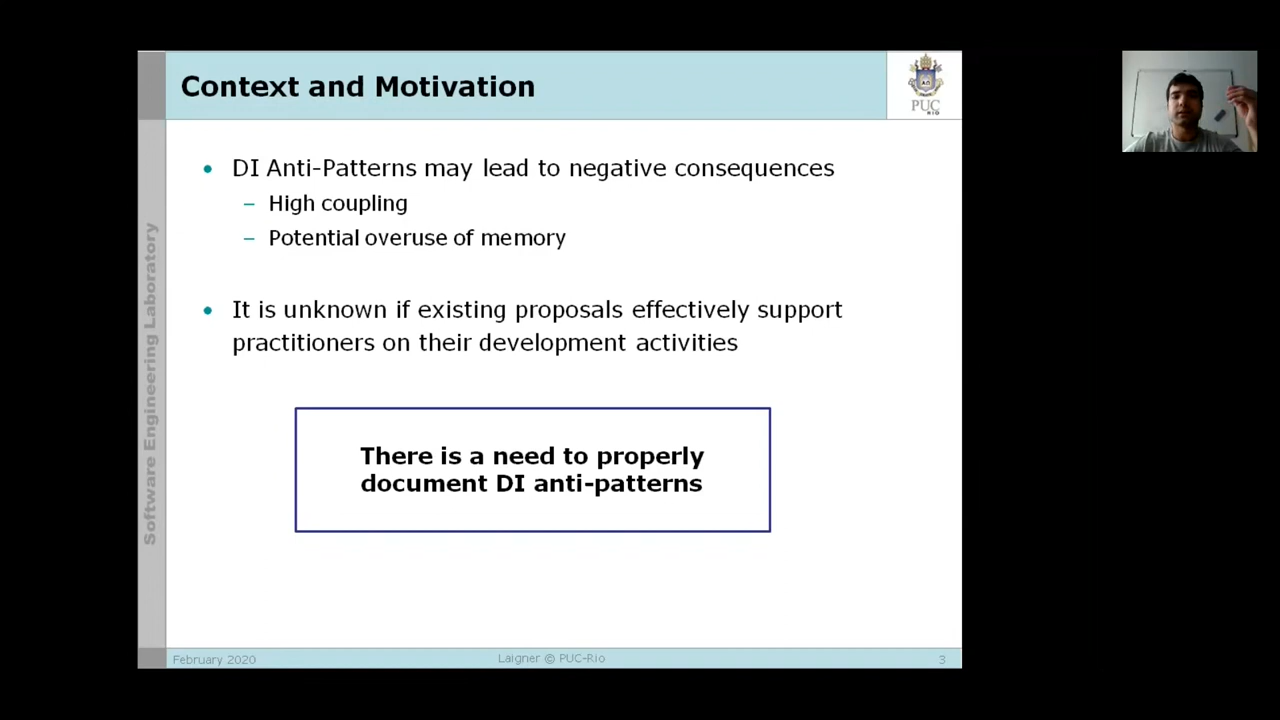 Context and Motivation
PUC
RIO
• DI Anti-Patterns may lead to negative consequences
– High coupling
– Potential overuse of memory
• It is unknown if existing proposals effectively support
practitioners on their development activities
There is a need to properly
document DI anti-patterns
Software Engineering Laboratory
February 2020
Laigner © PUC-Rio
3